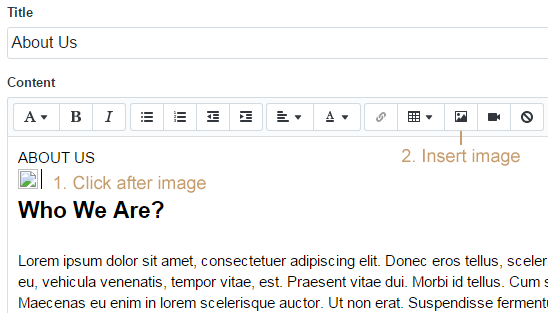 Title
About Us
Content
A B I A
2. Insert image
ABOUT US
1. Click after image
Who We Are?
Lorem ipsum dolor sit amet, consectetuer adipiscing elit. Donec eros tellus, sceler
eu, vehicula venenatis, tempor vitae, est. Praesent vitae dui. Morbi id tellus. Cum s
Maecenas eu enim in lorem scelerisque auctor. Ut non erat. Suspendisse ferment